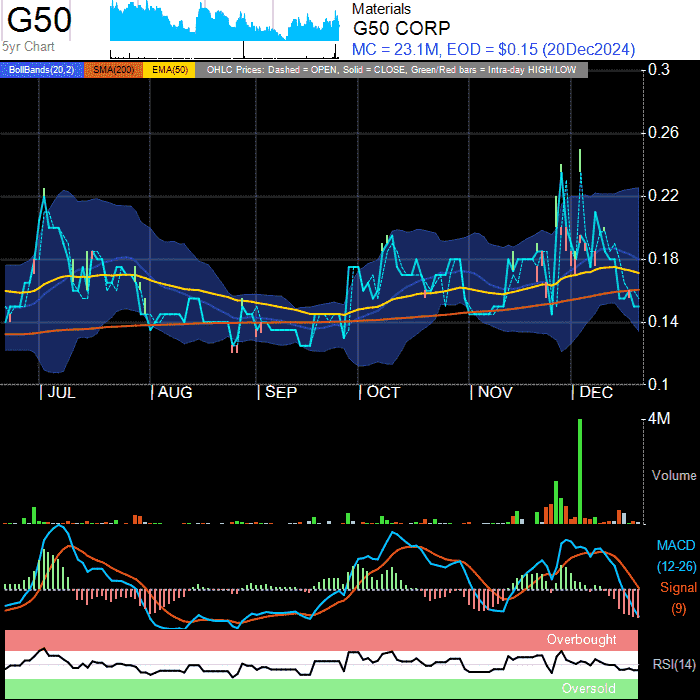 G50
5yr Chart
Materials
G50 CORP
MC = 23.1M, EOD = $0.15 (20Dec2024)
BollBands(20,2) SMA(200) EMA(50) OHLC Prices: Dashed = OPEN, Solid = CLOSE, Green/Red bars = Intra-day HIGH/LOW
0.3
0.26
0.22
0.18
0.14
0.1
JUL AUG SEP OCT NOV DEC
4M
Volume
MACD
(12-26)
Signal
(9)
Overbought
RSI(14)
Oversold